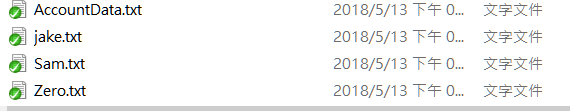 AccountData.txt 2018/5/13 下午 0... 文字文件
jake.txt 2018/5/13 下午 0... 文字文件
Sam.txt 2018/5/13 下午 0... 文字文件
Zero.txt 2018/5/13 下午 0... 文字文件